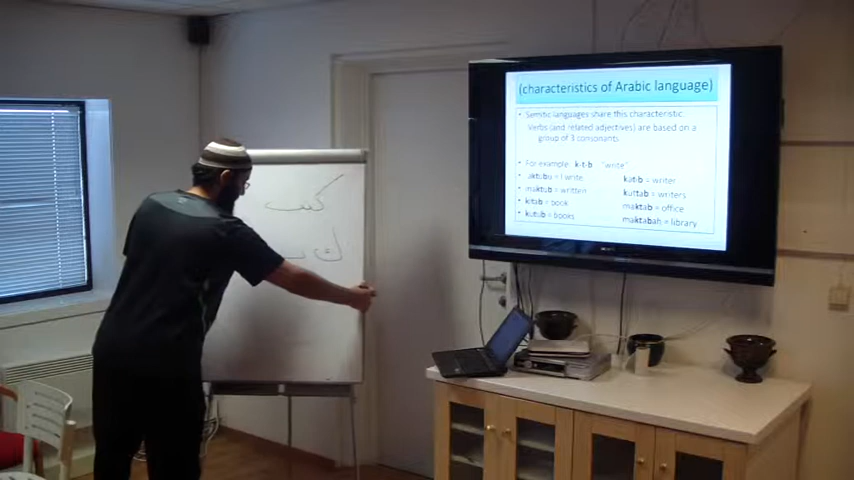 (characteristics of Arabic language)
• Semitic languages share this characteristic
Verbs (and related adjectives) are based on a
group of 3 consonants.
• For example: k-t-b "write"
• aktubu = I write
• maktub = written
• kitab = book
• kutub = books
katib = writer
kuttab = writers
maktab = office
maktabah = library
كتب